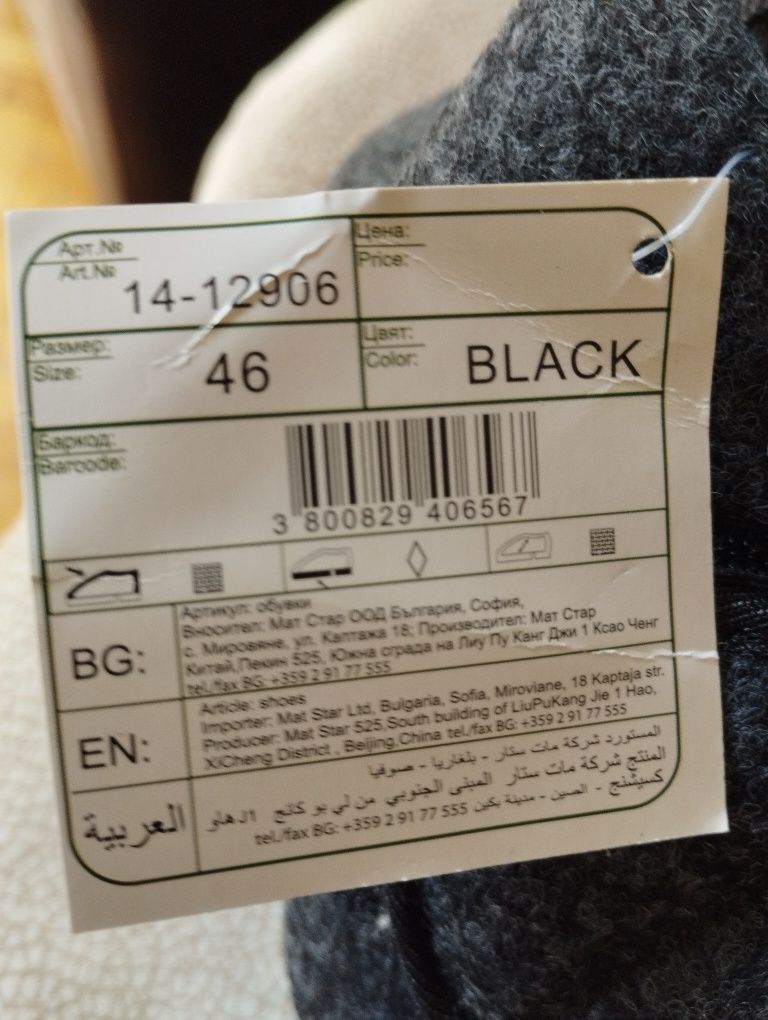 Арт.№
Art.№
14-12906
Цена:
Price:
Размер:
Size:
46
Цвят:
Color:
BLACK
Баркод:
Barcode:
3 800829 406567
BG:
Артикул: обувки
Вносител: Мат Стар ООД България, София,
с. Мировяне, ул. Каптажа 18; Производител: Мат Стар
Китай,Пекин 525, Южна сграда на Лиу Пу Канг Джи 1 Ксао Ченг
tel./fax BG: +359 2 91 77 555
EN:
Article: shoes
Importer: Mat Star Ltd, Bulgaria, Sofia, Miroviane, 18 Kaptaja str.
Producer: Mat Star 525,South building of LiuPuKang Jie 1 Hao,
XiCheng District , Beijing,China tel./fax BG: +359 2 91 77 555
العربية
المستورد شركة مات ستار - بلغاريا - صوفيا
المنتج شركة مات ستار المبنى الجنوبي من لي بو كانج J1 هاو
كسيشنج - الصين - مدينة بكين tel./fax BG: +359 2 91 77 555